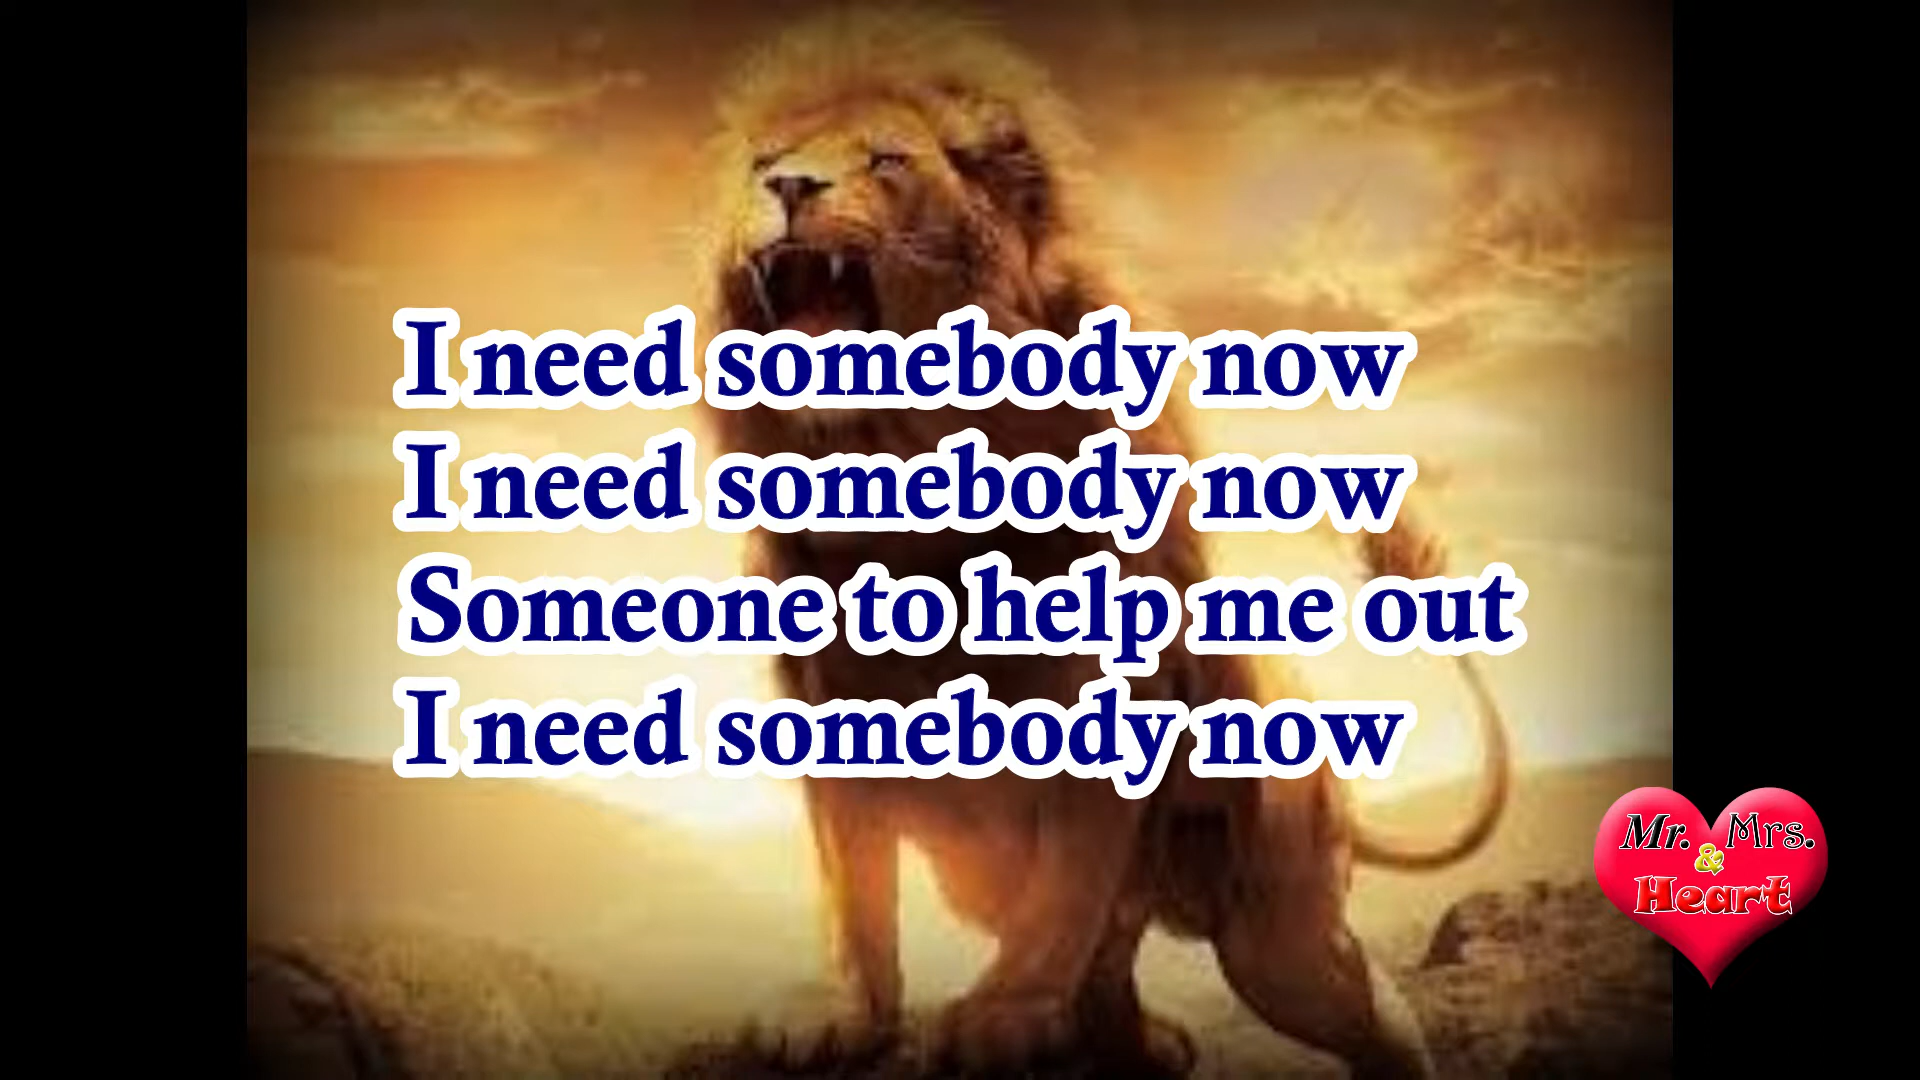 I need somebody now
I need somebody now
Someone to help me out
I need somebody now
Mr. & Mrs.
Heart